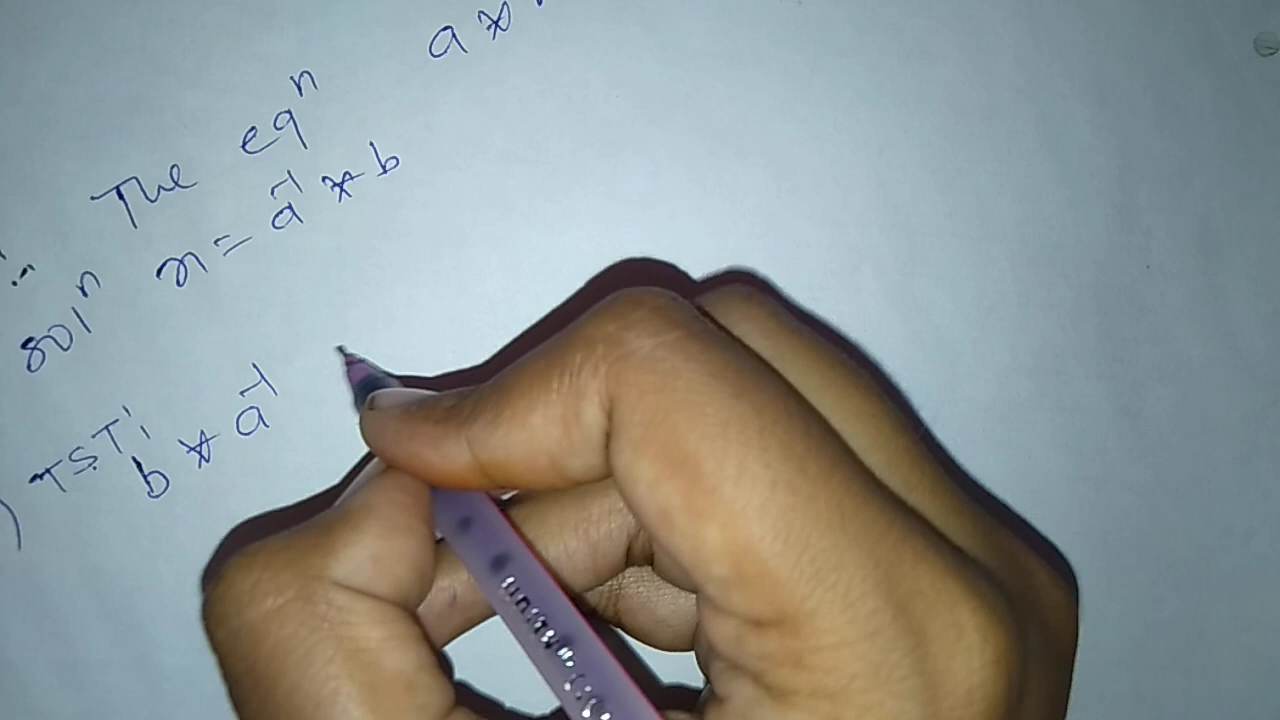 ∴ The eqⁿ a *
solⁿ x = a⁻¹ * b
) TST:
b * a⁻¹